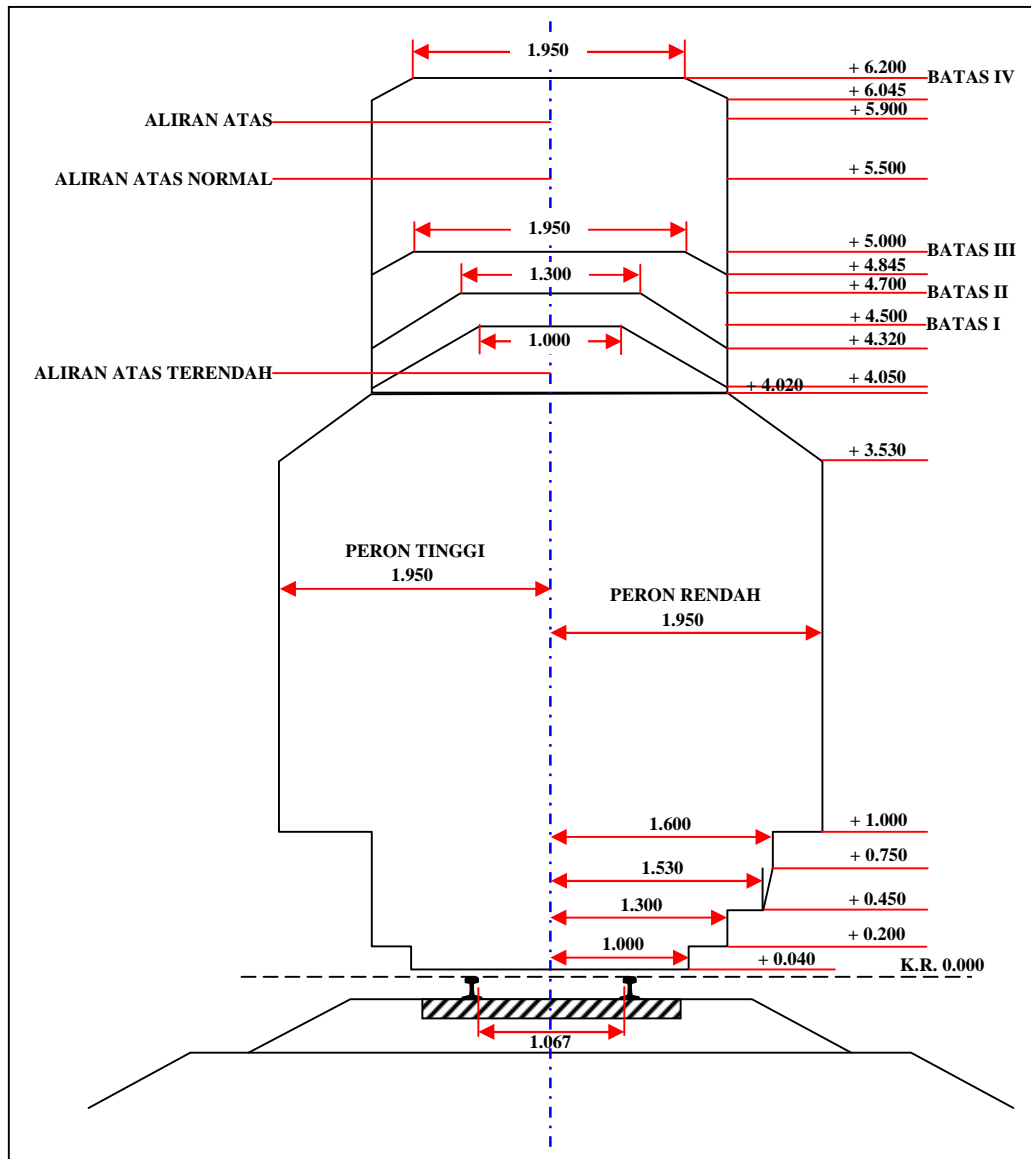 1.950
+ 6.200
BATAS IV
+ 6.045
+ 5.900
ALIRAN ATAS
ALIRAN ATAS NORMAL
+ 5.500
1.950
+ 5.000
BATAS III
+ 4.845
1.300
+ 4.700
BATAS II
+ 4.500
BATAS I
1.000
+ 4.320
ALIRAN ATAS TERENDAH
+ 4.050
+ 4.020
+ 3.530
PERON TINGGI
1.950
PERON RENDAH
1.950
1.600
+ 1.000
+ 0.750
1.530
+ 0.450
1.300
+ 0.200
1.000
+ 0.040
K.R. 0.000
1.067